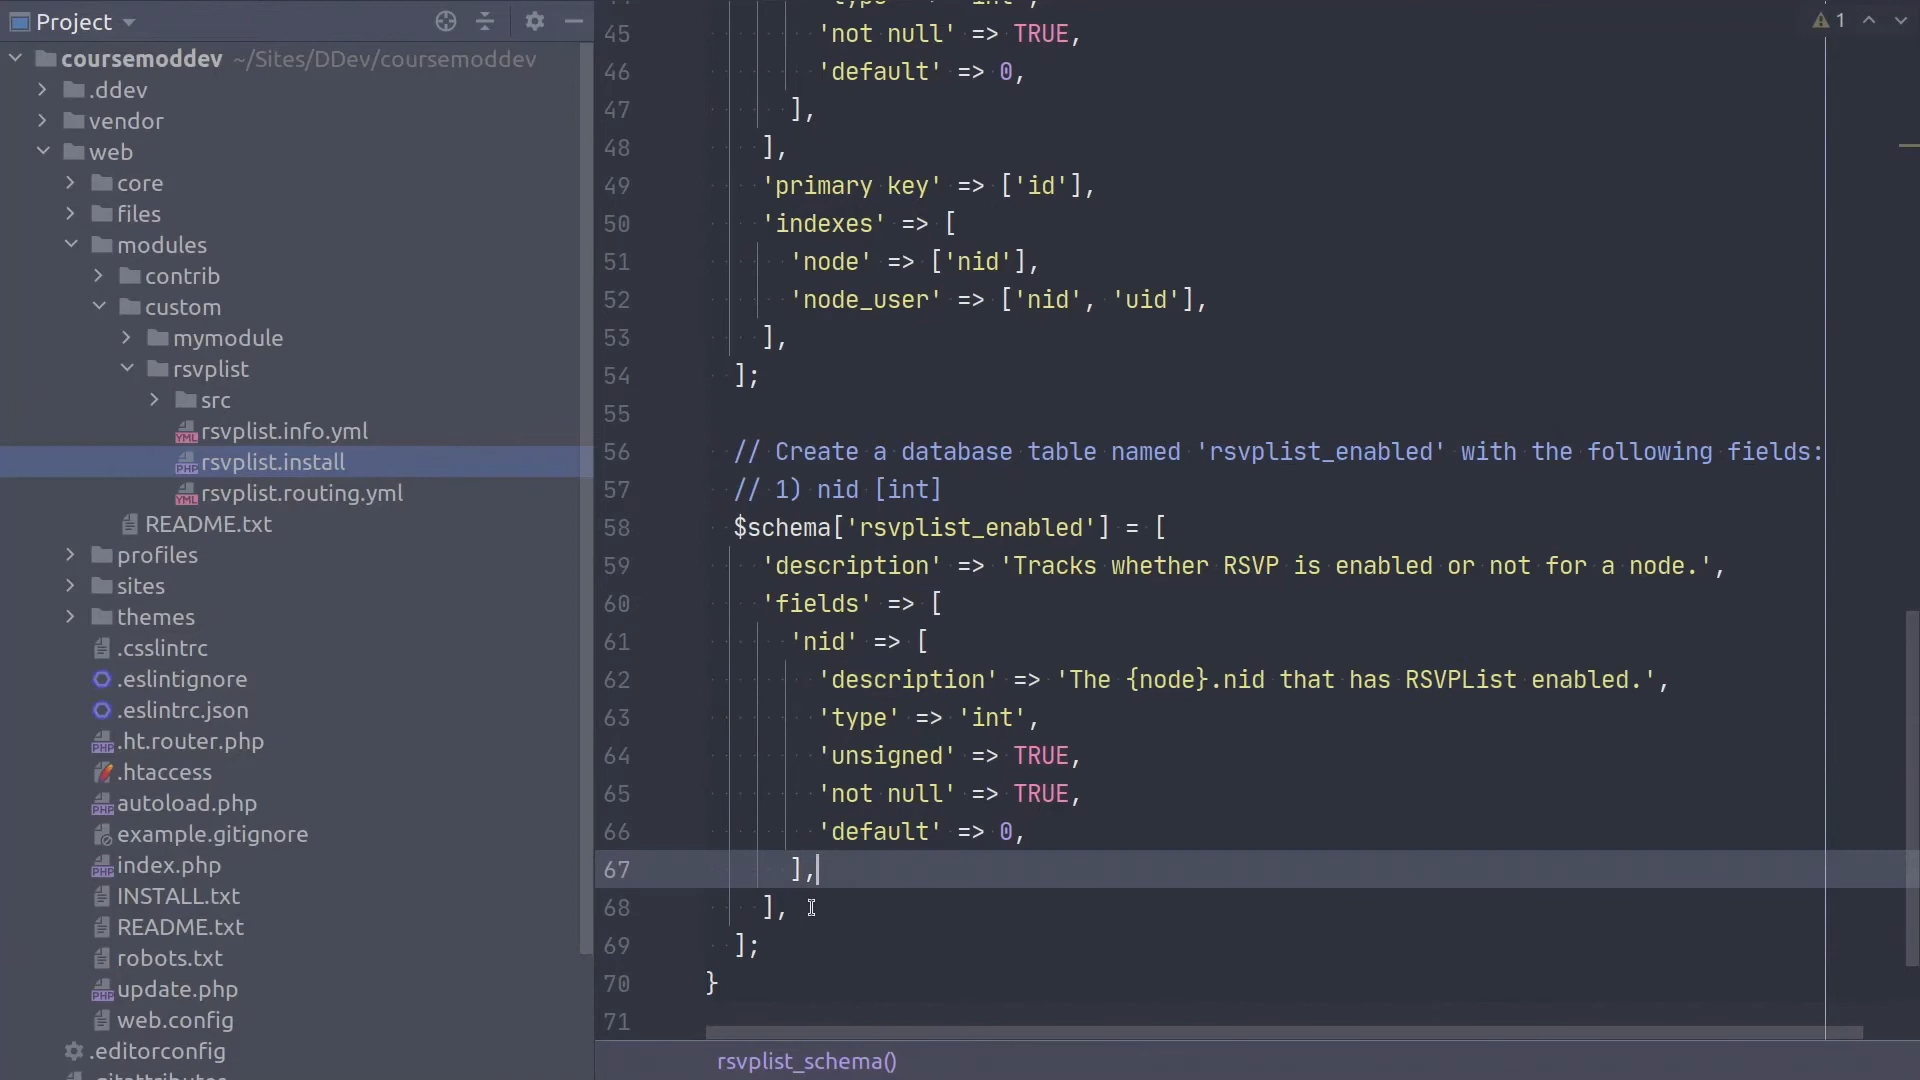 Project
coursemoddev ~/Sites/DDev/coursemoddev
.ddev
vendor
web
core
files
modules
contrib
custom
mymodule
rsvplist
src
rsvplist.info.yml
rsvplist.install
rsvplist.routing.yml
README.txt
profiles
sites
themes
.csslintrc
.eslintignore
.eslintrc.json
.ht.router.php
.htaccess
autoload.php
example.gitignore
index.php
INSTALL.txt
README.txt
robots.txt
update.php
web.config
.editorconfig
1
45 'not null' => TRUE,
46 'default' => 0,
47 ],
48 ],
49 'primary key' => ['id'],
50 'indexes' => [
51 'node' => ['nid'],
52 'node_user' => ['nid', 'uid'],
53 ],
54 ];
55
56 // Create a database table named 'rsvplist_enabled' with the following fields:
57 // 1) nid [int]
58 $schema['rsvplist_enabled'] = [
59 'description' => 'Tracks whether RSVP is enabled or not for a node.',
60 'fields' => [
61 'nid' => [
62 'description' => 'The {node}.nid that has RSVPList enabled.',
63 'type' => 'int',
64 'unsigned' => TRUE,
65 'not null' => TRUE,
66 'default' => 0,
67 ],
68 ],
69 ];
70 }
71
rsvplist_schema()